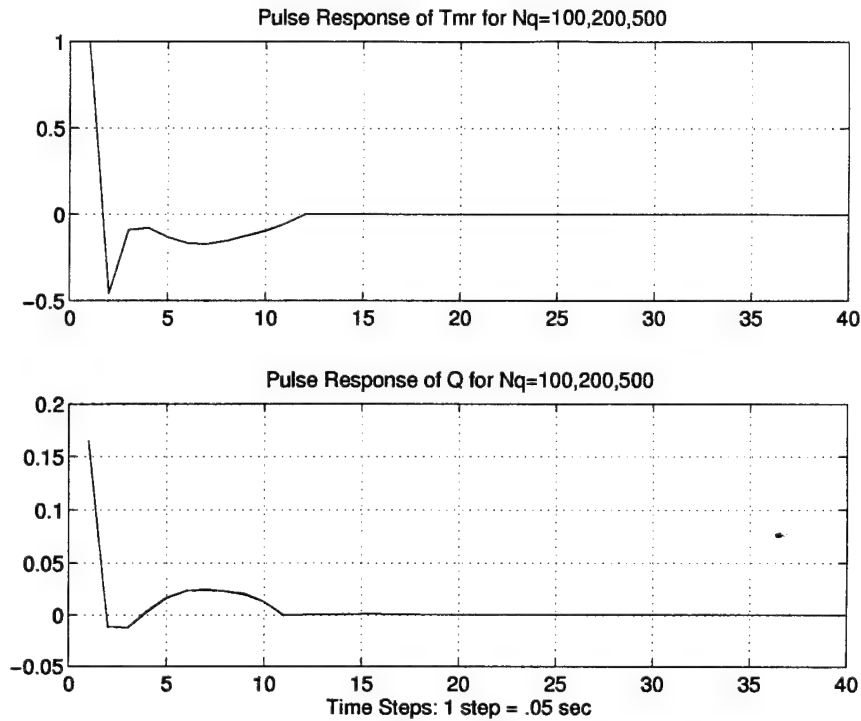 Pulse Response of Tmr for Nq=100,200,500
1
0.5
0
−0.5
0 5 10 15 20 25 30 35 40
Pulse Response of Q for Nq=100,200,500
0.2
0.15
0.1
0.05
0
−0.05
0 5 10 15 20 25 30 35 40
Time Steps: 1 step = .05 sec